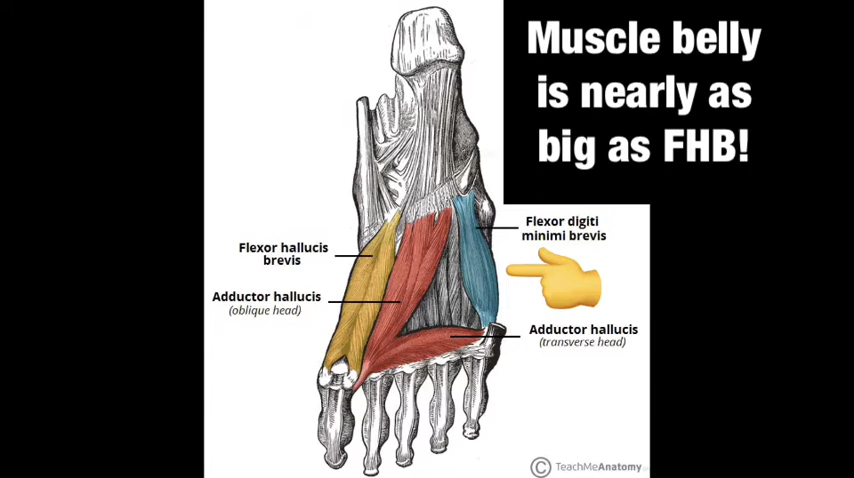 Muscle belly
is nearly as
big as FHB!
Flexor digiti
minimi brevis
Flexor hallucis
brevis
Adductor hallucis
(oblique head)
Adductor hallucis
(transverse head)
© TeachMeAnatomy